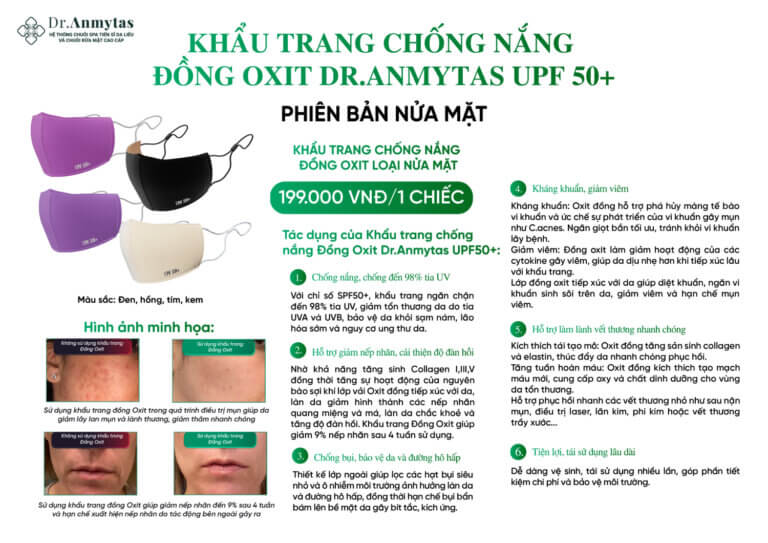 Dr.Anmytas
HỆ THỐNG CHUỖI SPA TIẾN SĨ DA LIỄU
VÀ CHUỖI RỬA MẶT CAO CẤP
KHẨU TRANG CHỐNG NẮNG
ĐỒNG OXIT DR.ANMYTAS UPF 50+
PHIÊN BẢN NỬA MẶT
UPF 50+
UPF 50+
UPF 50+
UPF 50+
Màu sắc: Đen, hồng, tím, kem
Hình ảnh minh họa:
Không sử dụng khẩu trang
Đồng Oxit
Sử dụng khẩu trang
Đồng Oxit
Sử dụng khẩu trang đồng Oxit trong quá trình điều trị mụn giúp da
giảm lây lan mụn và lành thương, giảm thâm nhanh chóng
Không sử dụng khẩu trang
Đồng Oxit
Sử dụng khẩu trang
Đồng Oxit
Sử dụng khẩu trang đồng Oxit giúp giảm nếp nhăn đến 9% sau 4 tuần
và hạn chế xuất hiện nếp nhăn do tác động bên ngoài gây ra
KHẨU TRANG CHỐNG NẮNG
ĐỒNG OXIT LOẠI NỬA MẶT
199.000 VNĐ/1 CHIẾC
Tác dụng của Khẩu trang chống
nắng Đồng Oxit Dr.Anmytas UPF50+:
1. Chống nắng, chống đến 98% tia UV
Với chỉ số SPF50+, khẩu trang ngăn chặn
đến 98% tia UV, giảm tổn thương da do tia
UVA và UVB, bảo vệ da khỏi sạm nám, lão
hóa sớm và nguy cơ ung thư da.
2. Hỗ trợ giảm nếp nhăn, cải thiện độ đàn hồi
Nhờ khả năng tăng sinh Collagen I,III,V
đồng thời tăng sự hoạt động của nguyên
bào sợi khi lớp vải Oxit đồng tiếp xúc với da,
làn da giảm hình thành các nếp nhăn
quang miệng và má, làn da chắc khoẻ và
tăng độ đàn hồi. Khẩu trang Đồng Oxit giúp
giảm 9% nếp nhăn sau 4 tuần sử dụng.
3. Chống bụi, bảo vệ da và đường hô hấp
Thiết kế lớp ngoài giúp lọc các hạt bụi siêu
nhỏ và ô nhiễm môi trường ảnh hưởng làn da
và đường hô hấp, đồng thời hạn chế bụi bẩn
bám lên bề mặt da gây bít tắc, kích ứng.
4. Kháng khuẩn, giảm viêm
Kháng khuẩn: Oxit đồng hỗ trợ phá hủy màng tế bào
vi khuẩn và ức chế sự phát triển của vi khuẩn gây mụn
như C.acnes. Ngăn giọt bắn tối ưu, tránh khỏi vi khuẩn
lây bệnh.
Giảm viêm: Đồng oxit làm giảm hoạt động của các
cytokine gây viêm, giúp da dịu nhẹ hơn khi tiếp xúc lâu
với khẩu trang.
Lớp đồng oxit tiếp xúc với da giúp diệt khuẩn, ngăn vi
khuẩn sinh sôi trên da, giảm viêm và hạn chế mụn
viêm.
5. Hỗ trợ làm lành vết thương nhanh chóng
Kích thích tái tạo mô: Oxit đồng tăng sản sinh collagen
và elastin, thúc đẩy da nhanh chóng phục hồi.
Tăng tuần hoàn máu: Oxit đồng kích thích tạo mạch
máu mới, cung cấp oxy và chất dinh dưỡng cho vùng
da tổn thương.
Hỗ trợ phục hồi nhanh các vết thương nhỏ như sau nặn
mụn, điều trị laser, lăn kim, phi kim hoặc vết thương
trầy xước...
6. Tiện lợi, tái sử dụng lâu dài
Dễ dàng vệ sinh, tái sử dụng nhiều lần, góp phần tiết
kiệm chi phí và bảo vệ môi trường.